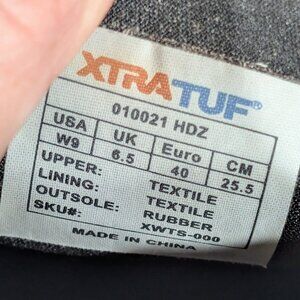 XTRATUF®
010021 HDZ
USA UK Euro CM
W9 6.5 40 25.5
UPPER: TEXTILE
LINING: TEXTILE
OUTSOLE: RUBBER
SKU#: XWTS-000
MADE IN CHINA